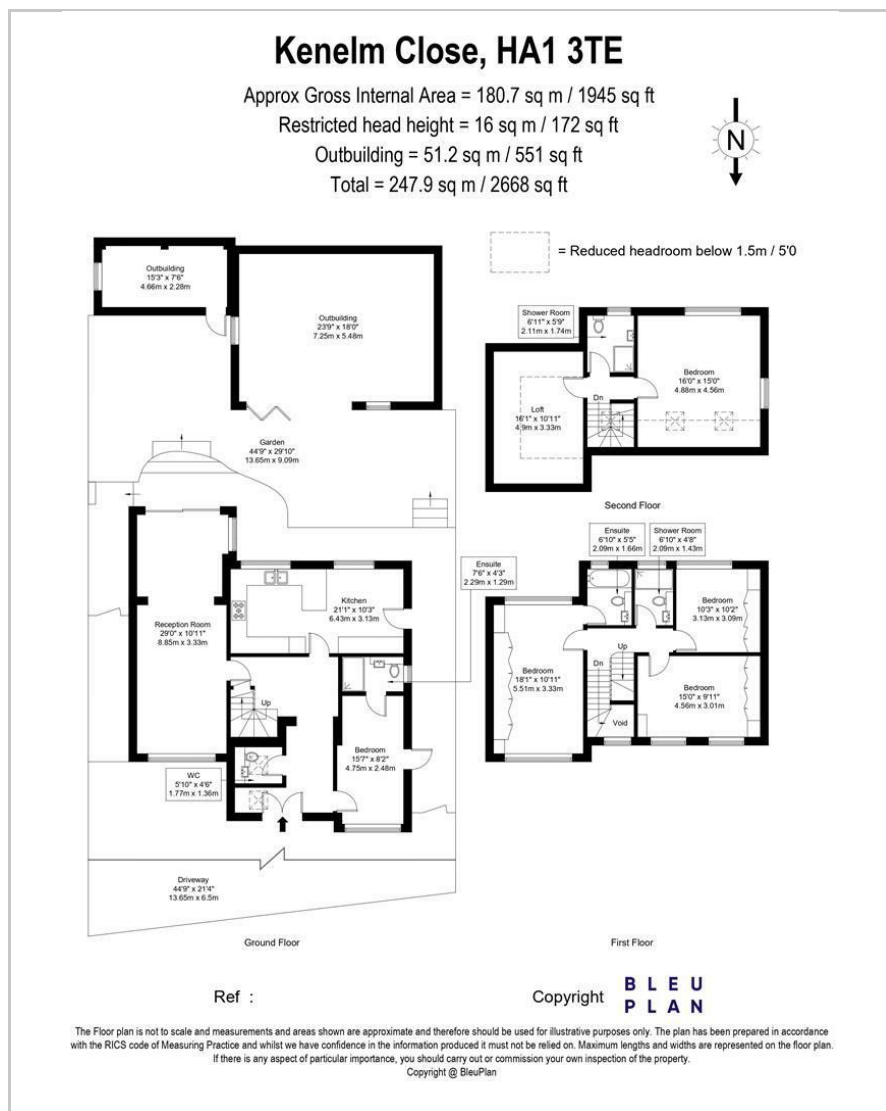 Kenelm Close, HA1 3TE
Approx Gross Internal Area = 180.7 sq m / 1945 sq ft
Restricted head height = 16 sq m / 172 sq ft
Outbuilding = 51.2 sq m / 551 sq ft
Total = 247.9 sq m / 2668 sq ft
N
= Reduced headroom below 1.5m / 5'0
Outbuilding
15'3" x 7'6"
4.66m x 2.28m
Outbuilding
23'9" x 18'0"
7.25m x 5.48m
Garden
44'9" x 29'10"
13.65m x 9.09m
Reception Room
29'0" x 10'11"
8.85m x 3.33m
Kitchen
21'1" x 10'3"
6.43m x 3.13m
Ensuite
7'6" x 4'3"
2.29m x 1.29m
Up
Bedroom
15'7" x 8'2"
4.75m x 2.48m
WC
5'10" x 4'6"
1.77m x 1.36m
Driveway
44'9" x 21'4"
13.65m x 6.5m
Ground Floor
Shower Room
6'11" x 5'9"
2.11m x 1.74m
Bedroom
16'0" x 15'0"
4.88m x 4.56m
Loft
16'1" x 10'11"
4.9m x 3.33m
Dn
Second Floor
Ensuite
6'10" x 5'5"
2.09m x 1.66m
Shower Room
6'10" x 4'8"
2.09m x 1.43m
Bedroom
10'3" x 10'2"
3.13m x 3.09m
Bedroom
18'1" x 10'11"
5.51m x 3.33m
Up
Dn
Bedroom
15'0" x 9'11"
4.56m x 3.01m
Void
First Floor
Ref :
Copyright
BLEU
PLAN
The Floor plan is not to scale and measurements and areas shown are approximate and therefore should be used for illustrative purposes only. The plan has been prepared in accordance
with the RICS code of Measuring Practice and whilst we have confidence in the information produced it must not be relied on. Maximum lengths and widths are represented on the floor plan.
If there is any aspect of particular importance, you should carry out or commission your own inspection of the property.
Copyright @ BleuPlan